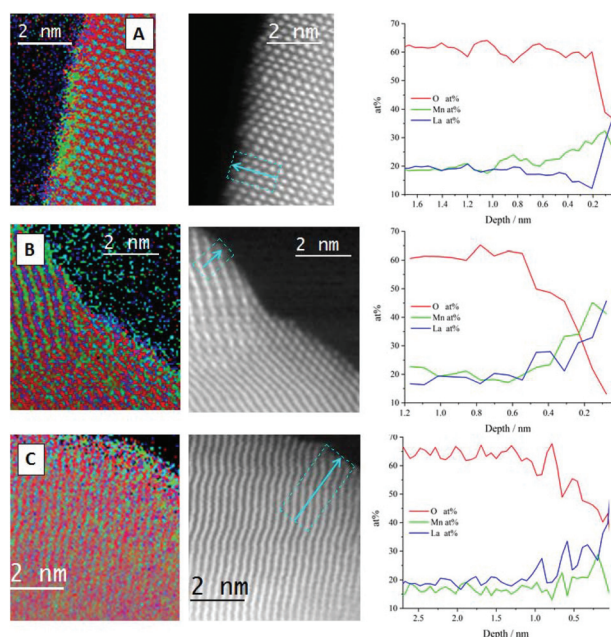 2 nm
A
2 nm
at%
70
60
50
40
30
20
10
O at%
Mn at%
La at%
1.6 1.4 1.2 1.0 0.8 0.6 0.4 0.2
Depth / nm
B
2 nm
2 nm
at%
70
60
50
40
30
20
10
O at%
Mn at%
La at%
1.2 1.0 0.8 0.6 0.4 0.2
Depth / nm
C
2 nm
2 nm
at%
70
60
50
40
30
20
10
O at%
Mn at%
La at%
2.5 2.0 1.5 1.0 0.5
Depth / nm